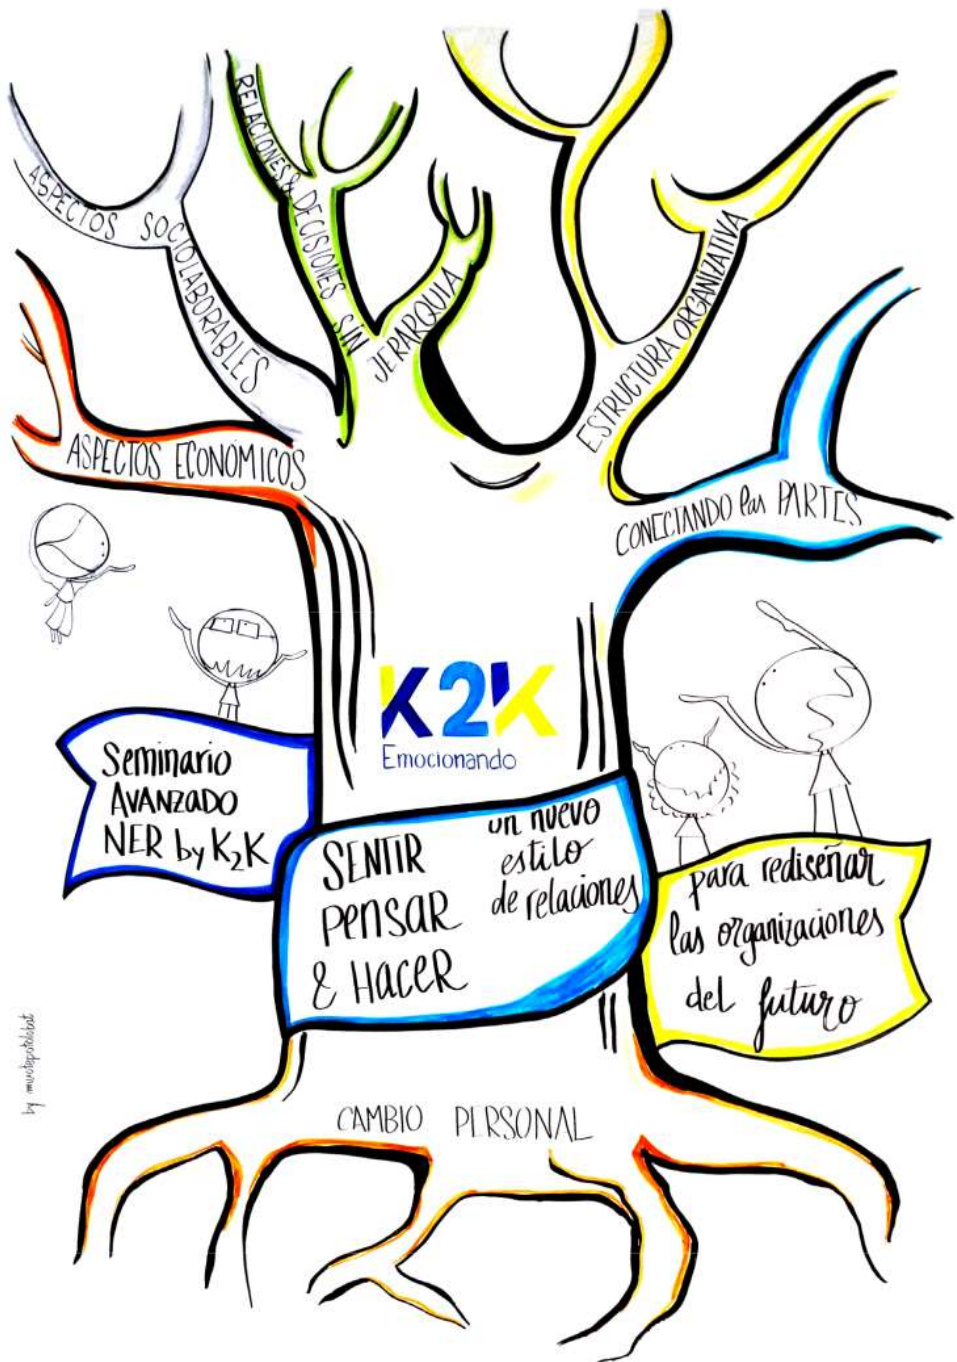 ASPECTOS SOCIOLABORABLES
RELACIONES & DECISIONES SIN
JERARQUIA
ESTRUCTURA ORGANIZATIVA
ASPECTOS ECONÓMICOS
CONECTANDO las PARTES
K2K
Emocionando
Seminario
AVANZADO
NER by K2K
SENTIR
PENSAR
& HACER
un nuevo
estilo
de relaciones
para rediseñar
las organizaciones
del futuro
CAMBIO PERSONAL
by